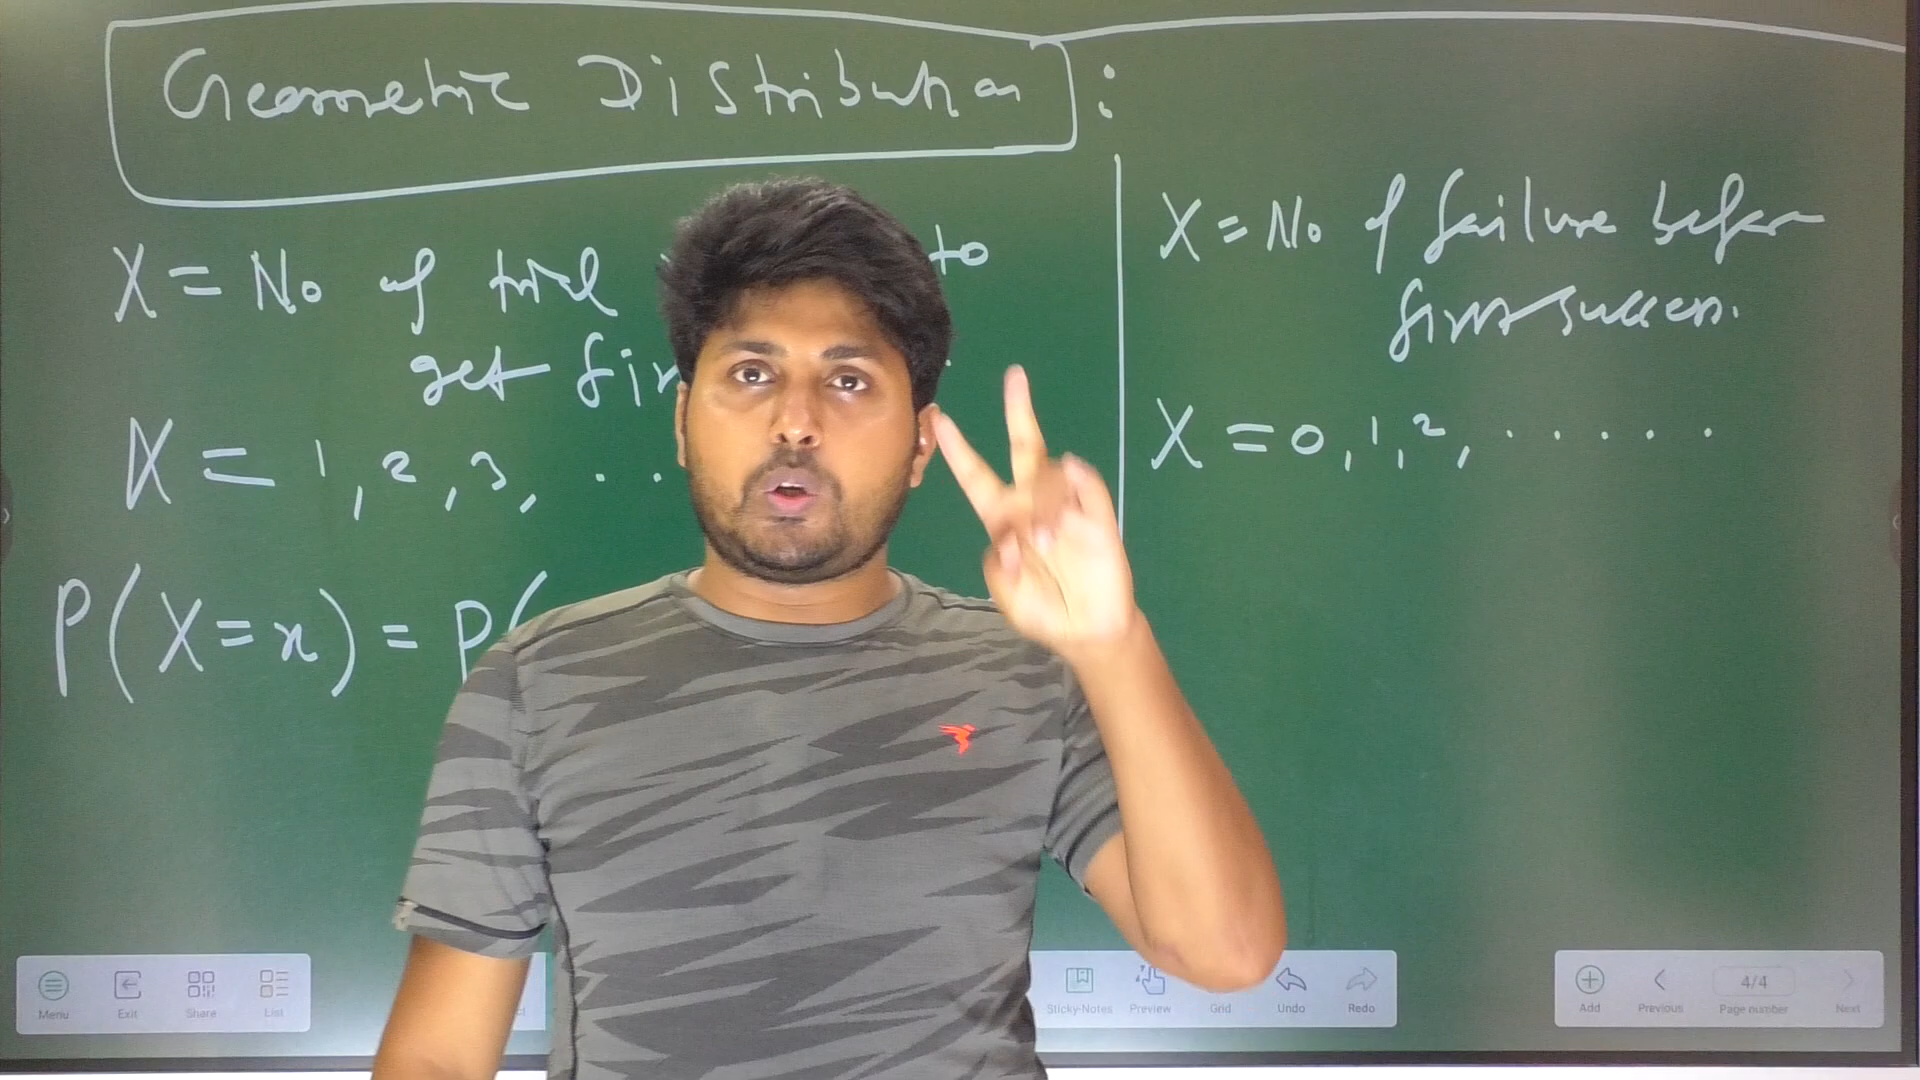 Geometric Distribution :
X = No of trial to
get fir
X = 1, 2, 3, . . .
P(X=x) = P(
X = No of failure before
first success.
X = 0, 1, 2, . . . . . .
Menu Exit Share List
Sticky-Notes Preview Grid Undo Redo
Add Previous 4/4 Page number Next